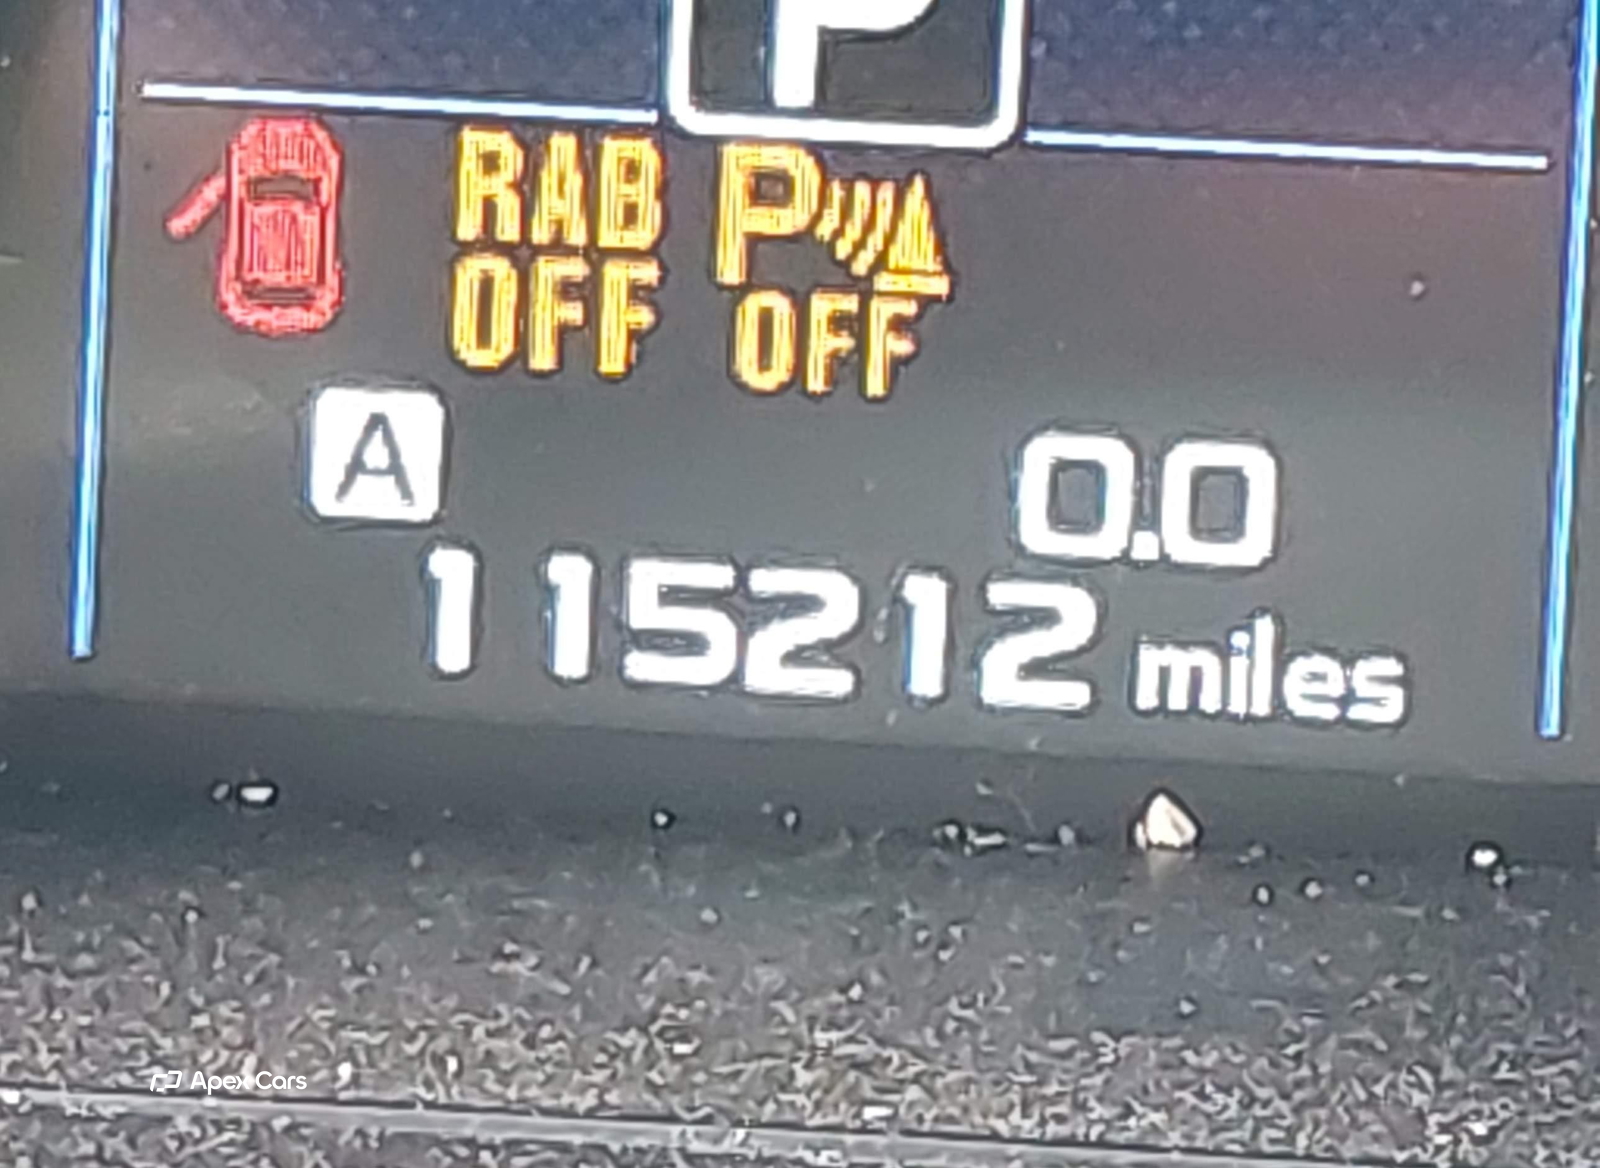 P
RAB P
OFF OFF
A
0.0
115212 miles
Apex Cars